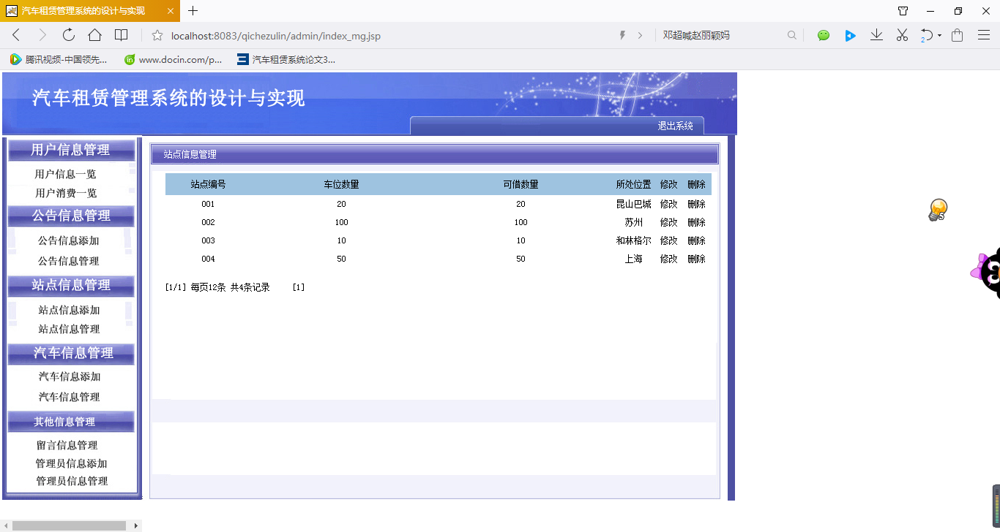 汽车租赁管理系统的设计与实现
localhost:8083/qichezulin/admin/index_mg.jsp 邓超喊赵丽颖妈 2
腾讯视频-中国领先... www.docin.com/p... 汽车租赁系统论文3...
汽车租赁管理系统的设计与实现
退出系统
用户信息管理
用户信息一览
用户消费一览
公告信息管理
公告信息添加
公告信息管理
站点信息管理
站点信息添加
站点信息管理
汽车信息管理
汽车信息添加
汽车信息管理
其他信息管理
留言信息管理
管理员信息添加
管理员信息管理
站点信息管理
站点编号 车位数量 可借数量 所处位置 修改 删除
001 20 20 昆山巴城 修改 删除
002 100 100 苏州 修改 删除
003 10 10 和林格尔 修改 删除
004 50 50 上海 修改 删除
[1/1] 每页12条 共4条记录 [1]